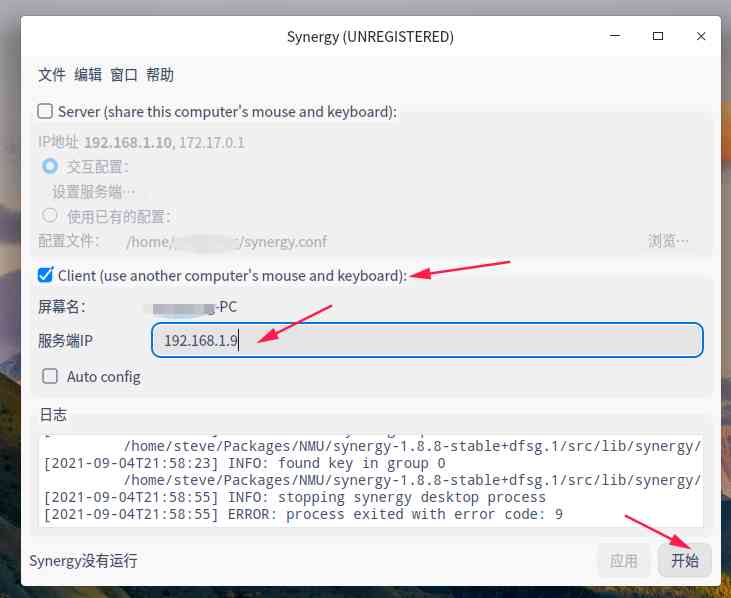 Synergy (UNREGISTERED)
文件 编辑 窗口 帮助
Server (share this computer's mouse and keyboard):
IP地址 192.168.1.10, 172.17.0.1
交互配置:
设置服务端…
使用已有的配置:
配置文件: /home/ /synergy.conf 浏览…
Client (use another computer's mouse and keyboard):
屏幕名: -PC
服务端IP 192.168.1.9
Auto config
日志
/home/steve/Packages/NMU/synergy-1.8.8-stable+dfsg.1/src/lib/synergy/
[2021-09-04T21:58:23] INFO: found key in group 0
/home/steve/Packages/NMU/synergy-1.8.8-stable+dfsg.1/src/lib/synergy/
[2021-09-04T21:58:55] INFO: stopping synergy desktop process
[2021-09-04T21:58:55] ERROR: process exited with error code: 9
Synergy没有运行 应用 开始